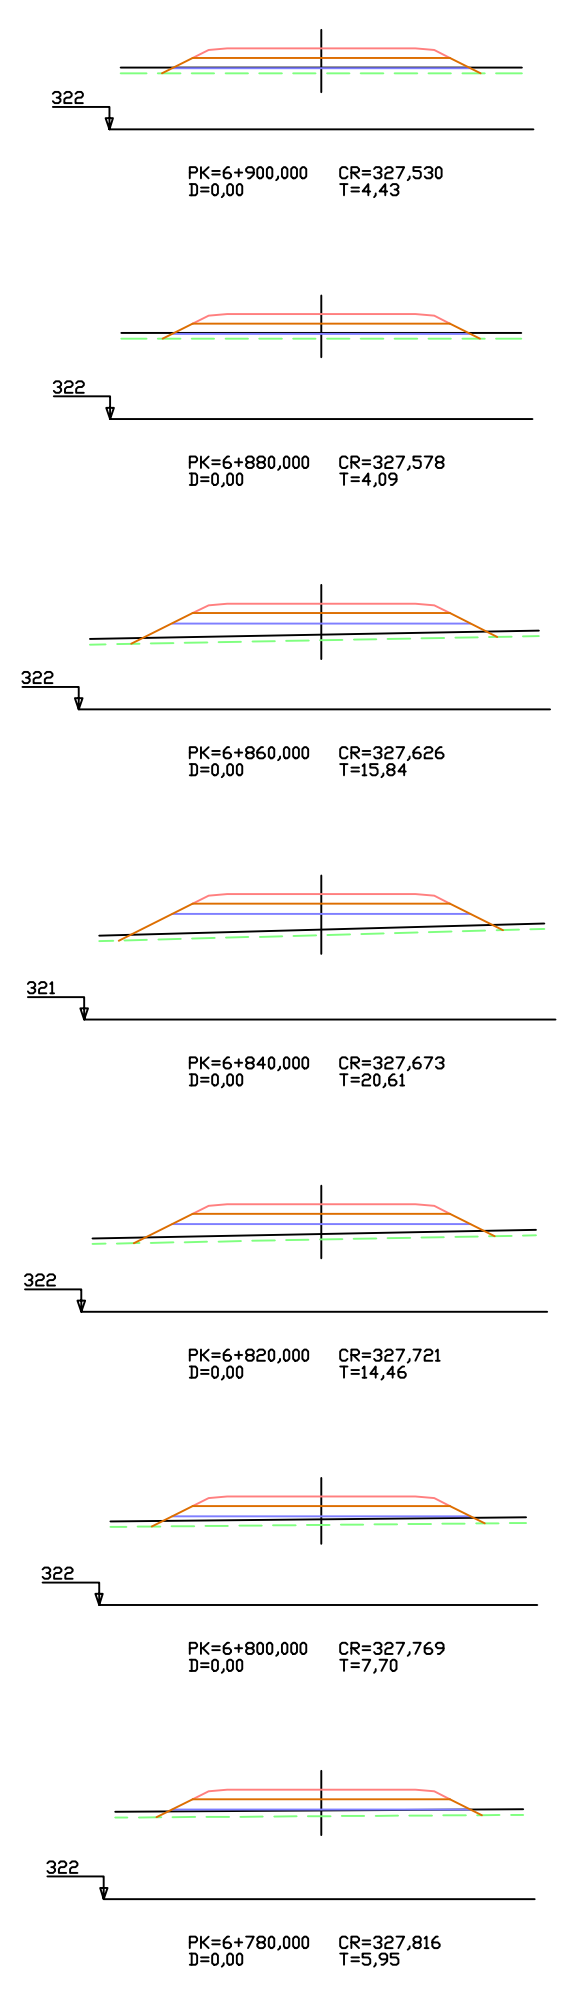 322
PK=6+900,000 CR=327,530
D=0,00 T=4,43
322
PK=6+880,000 CR=327,578
D=0,00 T=4,09
322
PK=6+860,000 CR=327,626
D=0,00 T=15,84
321
PK=6+840,000 CR=327,673
D=0,00 T=20,61
322
PK=6+820,000 CR=327,721
D=0,00 T=14,46
322
PK=6+800,000 CR=327,769
D=0,00 T=7,70
322
PK=6+780,000 CR=327,816
D=0,00 T=5,95